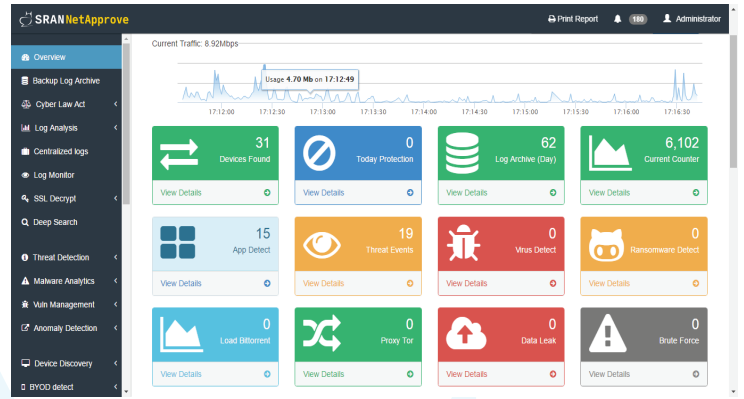 SRANNetApprove
Print Report 180 Administrator
Overview
Backup Log Archive
Cyber Law Act
Log Analysis
Centralized logs
Log Monitor
SSL Decrypt
Deep Search
Threat Detection
Malware Analytics
Vuln Management
Anomaly Detection
Device Discovery
BYOD detect
Current Traffic: 8.92Mbps
Usage 4.70 Mb on 17:12:49
17:12:00 17:12:30 17:13:00 17:13:30 17:14:00 17:14:30 17:15:00 17:15:30 17:16:00 17:16:30
31
Devices Found
View Details
0
Today Protection
View Details
62
Log Archive (Day)
View Details
6,102
Current Counter
View Details
15
App Detect
View Details
19
Threat Events
View Details
0
Virus Detect
View Details
0
Ransomware Detect
View Details
0
Load Bittorrent
View Details
0
Proxy Tor
View Details
0
Data Leak
View Details
0
Brute Force
View Details